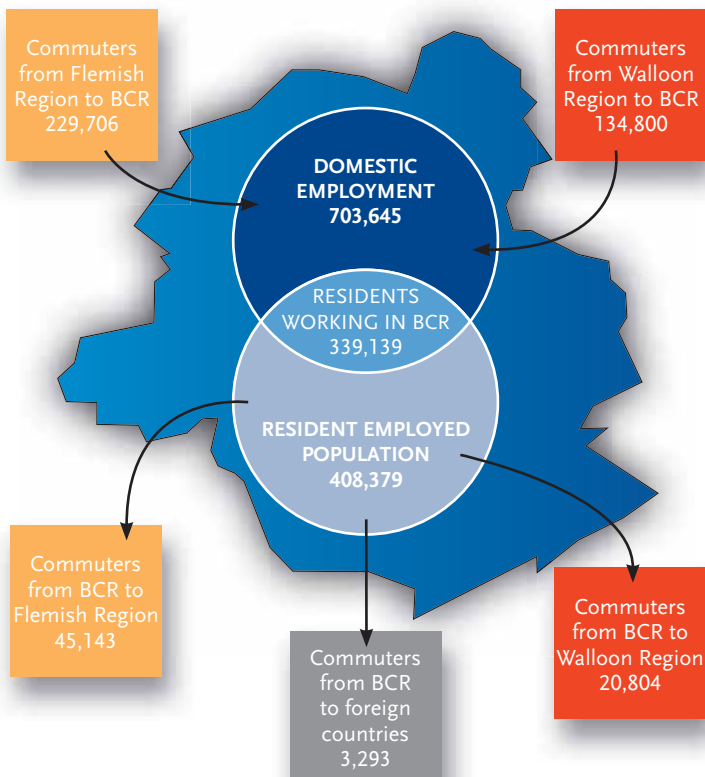 Commuters
from Flemish
Region to BCR
229,706
Commuters
from Walloon
Region to BCR
134,800
DOMESTIC
EMPLOYMENT
703,645
RESIDENTS
WORKING IN BCR
339,139
RESIDENT EMPLOYED
POPULATION
408,379
Commuters
from BCR to
Flemish Region
45,143
Commuters
from BCR
to foreign
countries
3,293
Commuters
from BCR to
Walloon Region
20,804